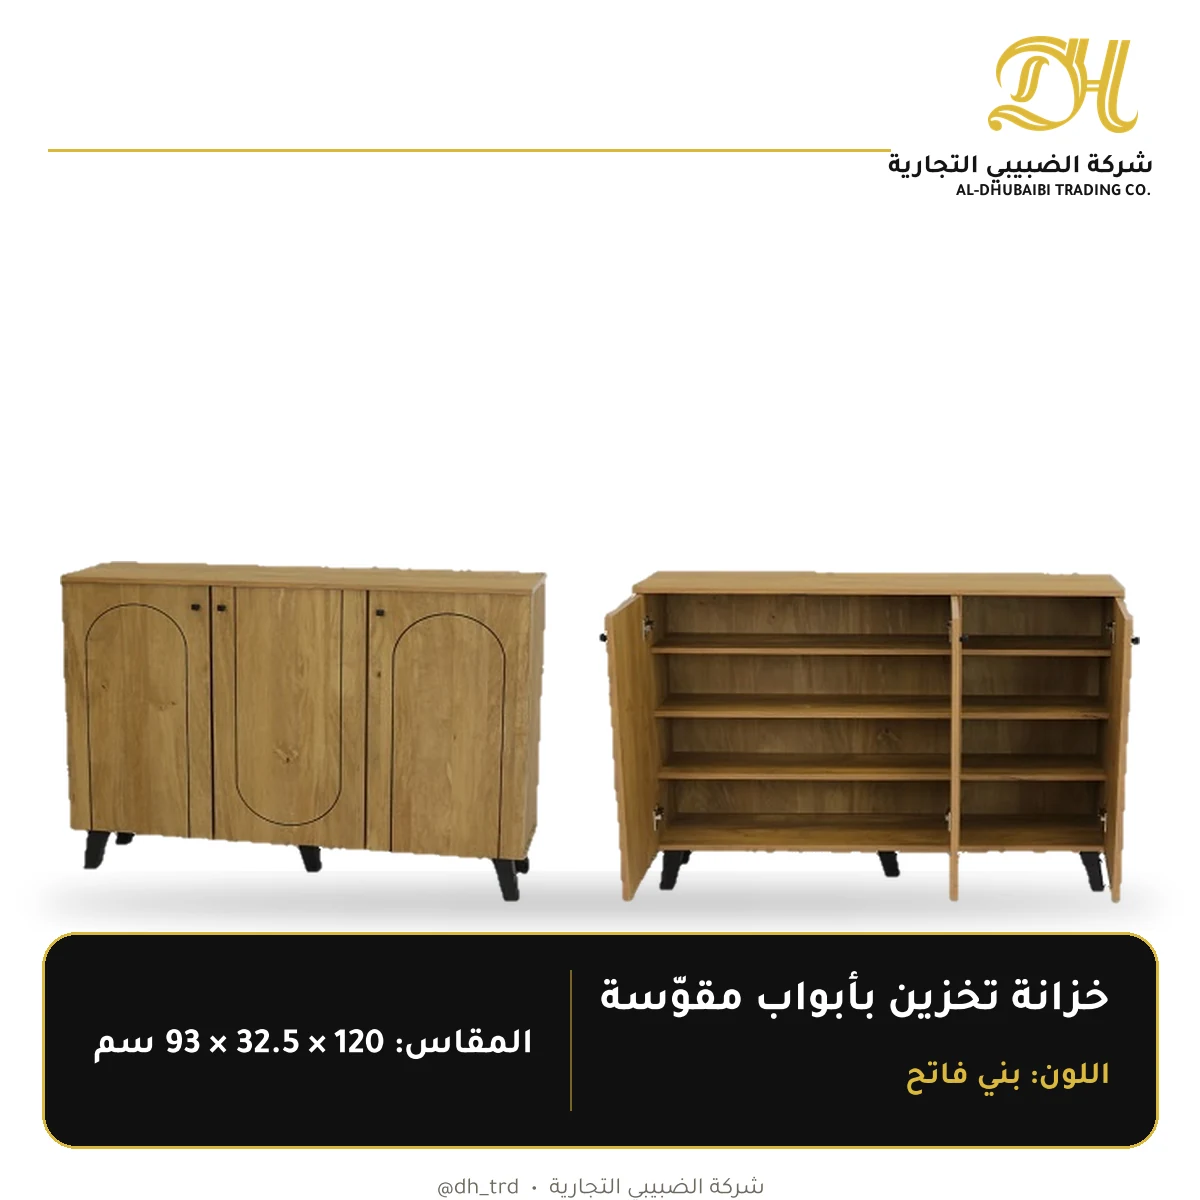 DH
شركة الضبيبي التجارية
AL-DHUBAIBI TRADING CO.
خزانة تخزين بأبواب مقوّسة
اللون: بني فاتح
المقاس: 120 × 32.5 × 93 سم
شركة الضبيبي التجارية • @dh_trd